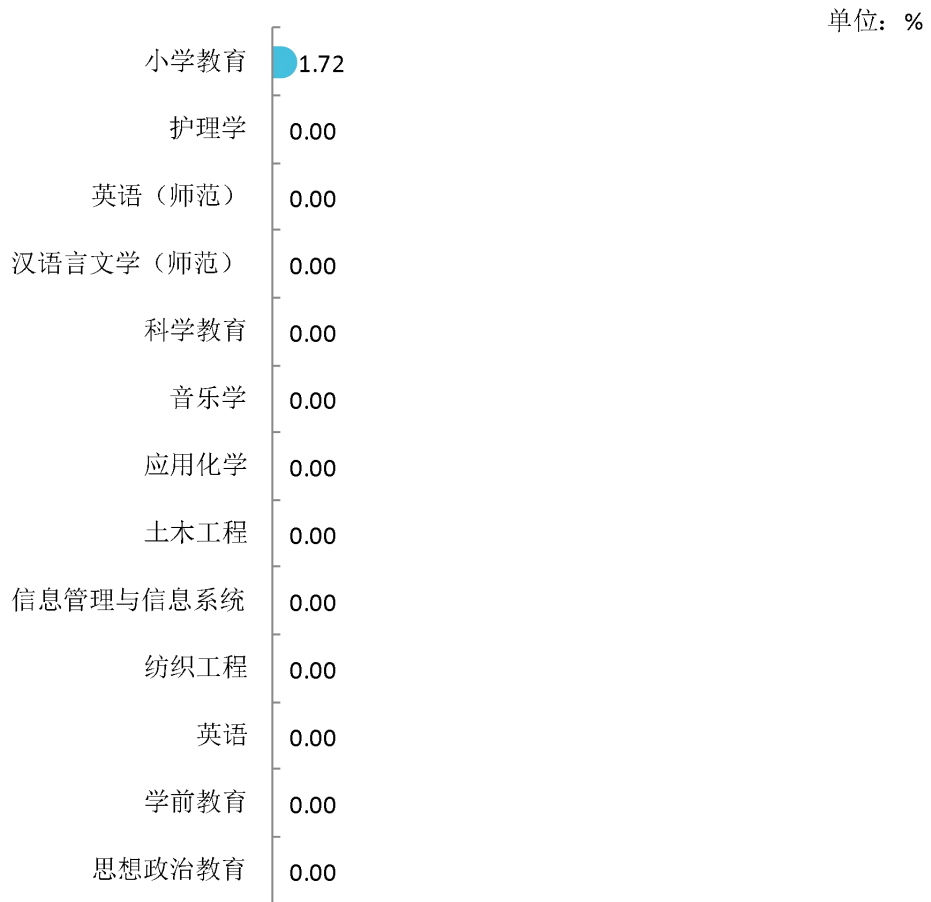 单位：%
小学教育 1.72
护理学 0.00
英语（师范） 0.00
汉语言文学（师范） 0.00
科学教育 0.00
音乐学 0.00
应用化学 0.00
土木工程 0.00
信息管理与信息系统 0.00
纺织工程 0.00
英语 0.00
学前教育 0.00
思想政治教育 0.00